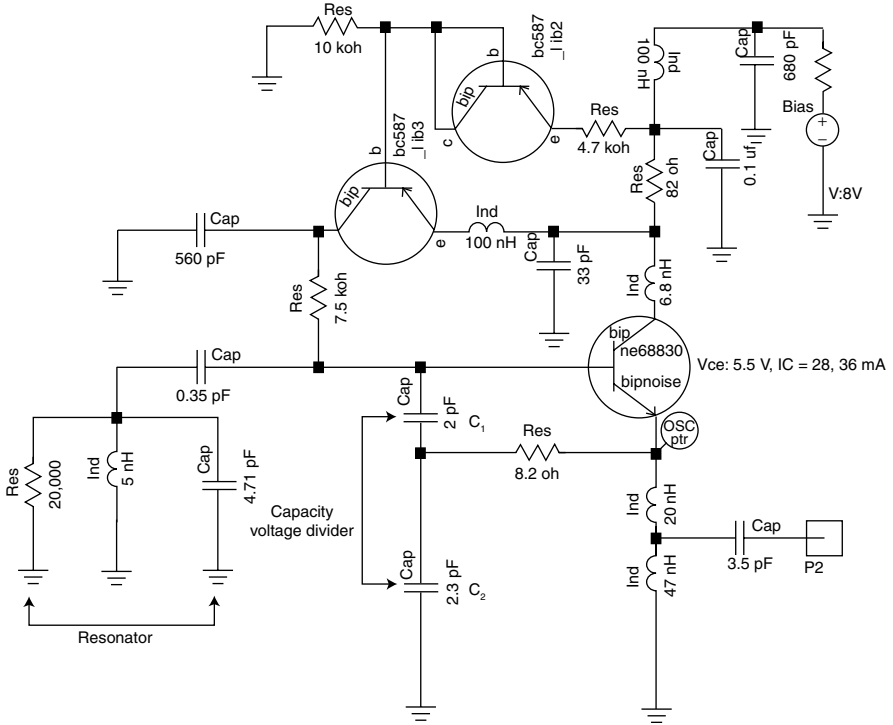 Res
10 koh
b
bc587
_l ib2
bip
c
e
Res
4.7 koh
100 nH
Ind
Cap
680 pF
Bias
V:8V
Cap
0.1 uf
Res
82 oh
b
bc587
_l ib3
bip
e
Ind
100 nH
Cap
33 pF
Ind
6.8 nH
Cap
560 pF
Res
7.5 koh
bip
ne68830
bipnoise
Vce: 5.5 V, IC = 28, 36 mA
OSC
ptr
Cap
0.35 pF
Res
20,000
Ind
5 nH
Cap
4.71 pF
Resonator
Cap
2 pF
C1
Res
8.2 oh
Capacity
voltage divider
Cap
2.3 pF
C2
Ind
20 nH
Ind
47 nH
Cap
3.5 pF
P2